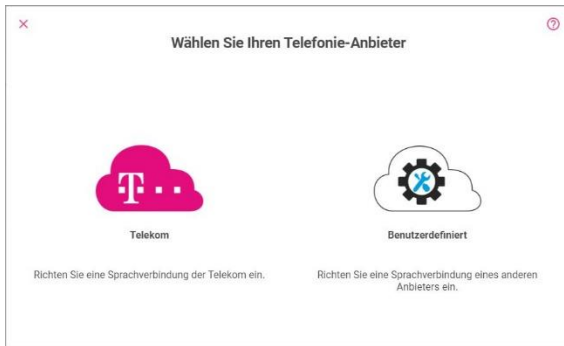 Wählen Sie Ihren Telefonie-Anbieter
T
Telekom
Benutzerdefiniert
Richten Sie eine Sprachverbindung der Telekom ein.
Richten Sie eine Sprachverbindung eines anderen
Anbieters ein.